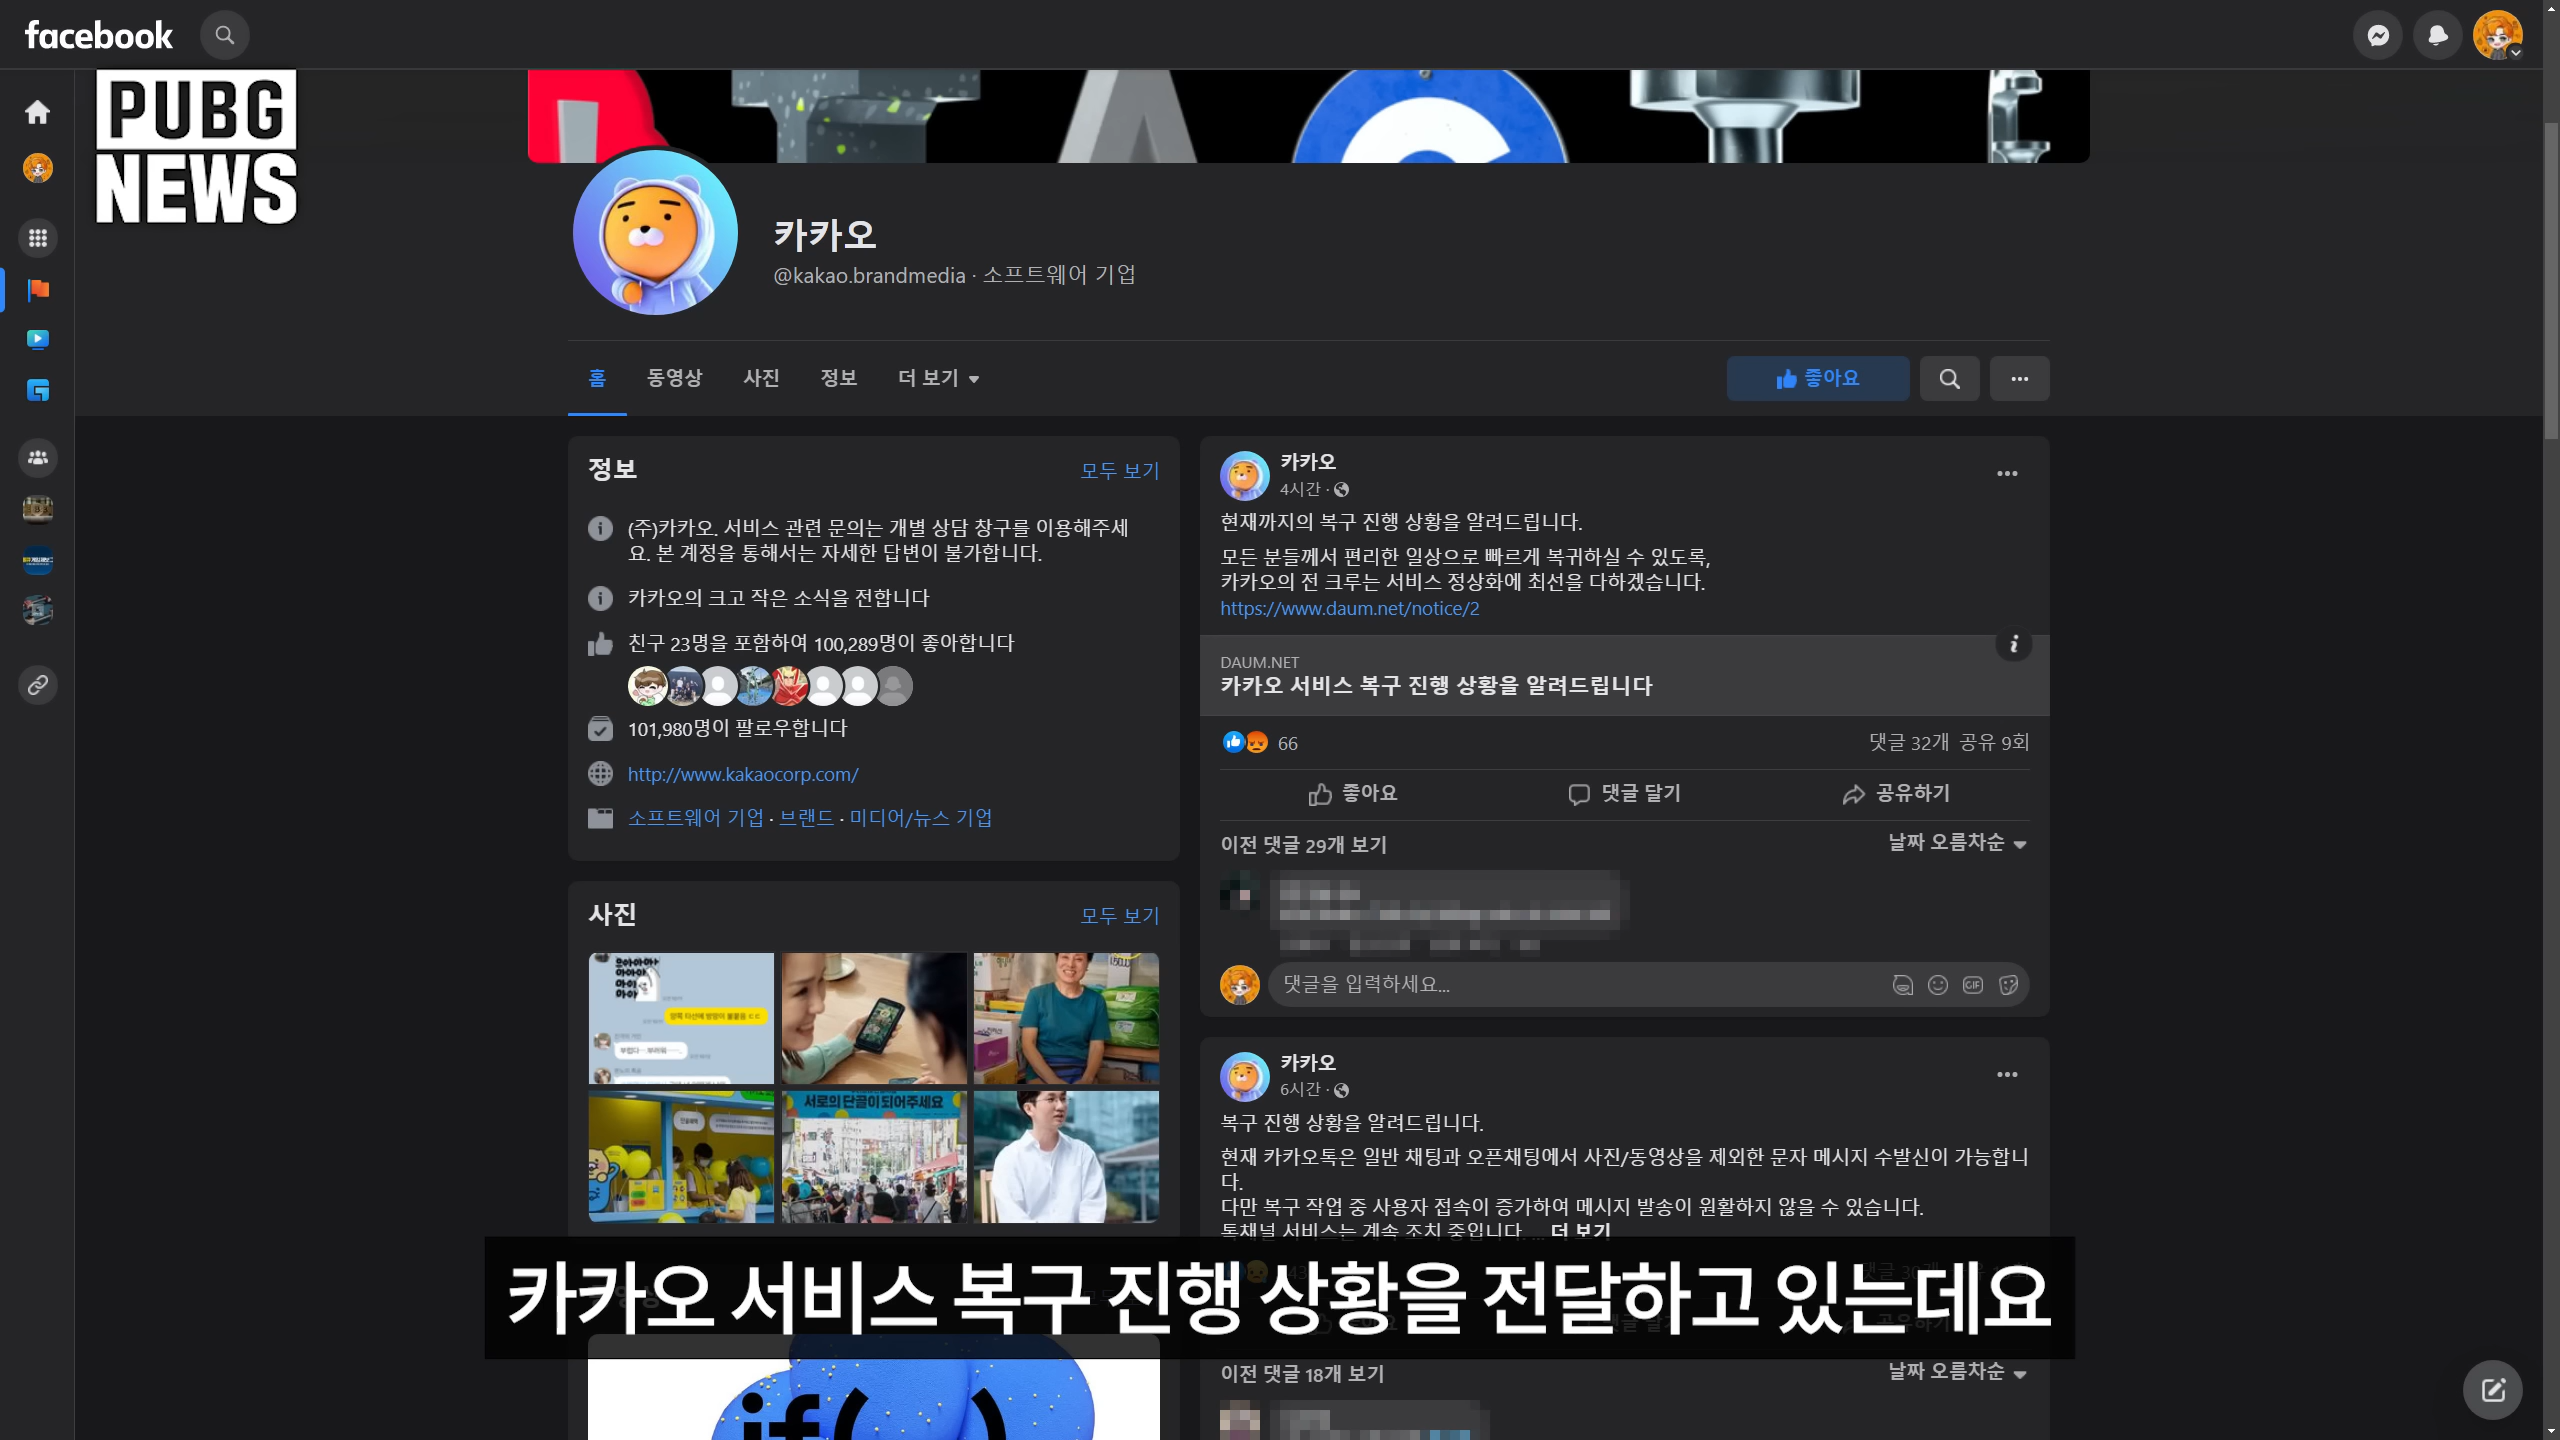 facebook
PUBG
NEWS
카카오
@kakao.brandmedia · 소프트웨어 기업
홈
동영상
사진
정보
더 보기
좋아요
정보
모두 보기
(주)카카오. 서비스 관련 문의는 개별 상담 창구를 이용해주세
요. 본 계정을 통해서는 자세한 답변이 불가합니다.
카카오의 크고 작은 소식을 전합니다
친구 23명을 포함하여 100,289명이 좋아합니다
101,980명이 팔로우합니다
http://www.kakaocorp.com/
소프트웨어 기업 · 브랜드 · 미디어/뉴스 기업
사진
모두 보기
서로의 단골이 되어주세요
카카오
4시간 ·
현재까지의 복구 진행 상황을 알려드립니다.
모든 분들께서 편리한 일상으로 빠르게 복귀하실 수 있도록,
카카오의 전 크루는 서비스 정상화에 최선을 다하겠습니다.
https://www.daum.net/notice/2
DAUM.NET
카카오 서비스 복구 진행 상황을 알려드립니다
66
댓글 32개 공유 9회
좋아요
댓글 달기
공유하기
이전 댓글 29개 보기
날짜 오름차순
댓글을 입력하세요...
GIF
카카오
6시간 ·
복구 진행 상황을 알려드립니다.
현재 카카오톡은 일반 채팅과 오픈채팅에서 사진/동영상을 제외한 문자 메시지 수발신이 가능합니
다.
다만 복구 작업 중 사용자 접속이 증가하여 메시지 발송이 원활하지 않을 수 있습니다.
톡채널 서비스는 계속 조치 중입니다. ... 더 보기
카카오 서비스 복구 진행 상황을 전달하고 있는데요
이전 댓글 18개 보기
날짜 오름차순
if( )